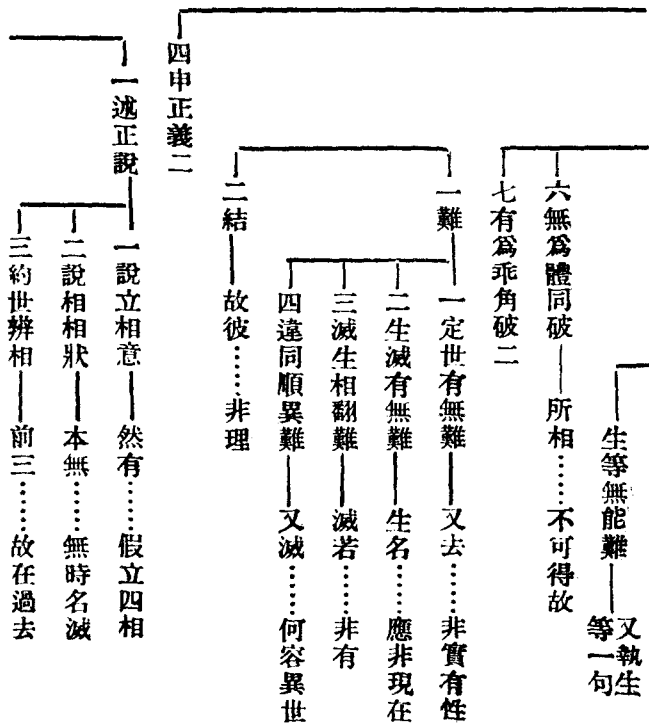 生等無能難——又執生等一句
六無爲體同破——所相……不可得故
七有爲乖角破二
一難——一定世有無難——又去……非實有性
二生滅有無難——生名……應非現在
三滅生相翻難——滅若……非有
四違同順異難——又滅……何容異世
二結——故彼……非理
四申正義二
一述正說——一說立相意——然有……假立四相
二說相相狀——本無……無時名滅
三約世辨相——前三……故在過去